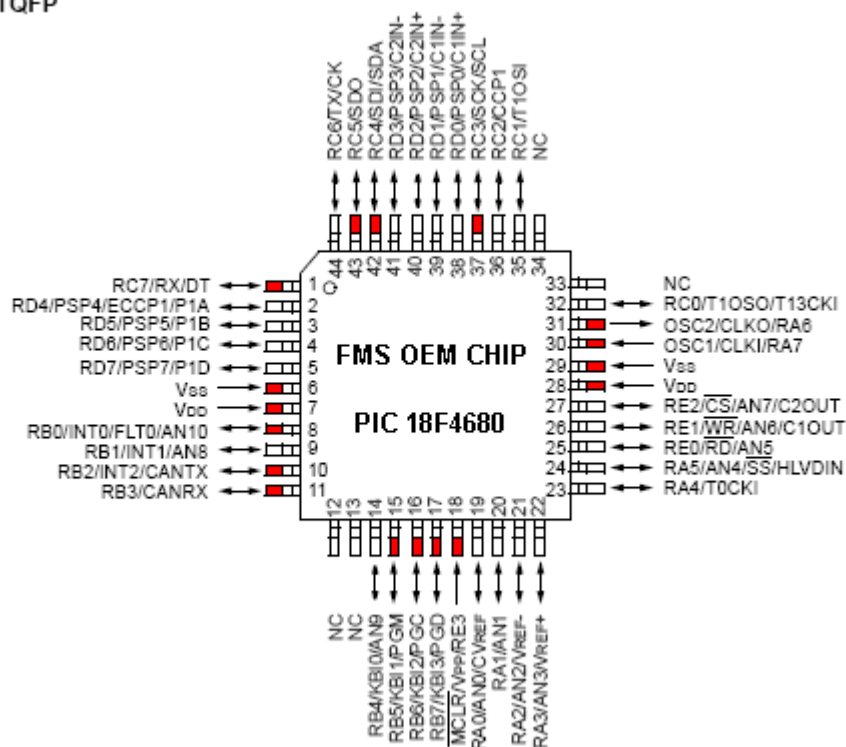 TQFP
RC6/TX/CK
RC5/SDO
RC4/SDI/SDA
RD3/PSP3/C2IN-
RD2/PSP2/C2IN+
RD1/PSP1/C1IN-
RD0/PSP0/C1IN+
RC3/SCK/SCL
RC2/CCP1
RC1/T1OSI
NC
44
43
42
41
40
39
38
37
36
35
34
RC7/RX/DT 1
RD4/PSP4/ECCP1/P1A 2
RD5/PSP5/P1B 3
RD6/PSP6/P1C 4
RD7/PSP7/P1D 5
VSS 6
VDD 7
RB0/INT0/FLT0/AN10 8
RB1/INT1/AN8 9
RB2/INT2/CANTX 10
RB3/CANRX 11
FMS OEM CHIP
PIC 18F4680
33 NC
32 RC0/T1OSO/T13CKI
31 OSC2/CLKO/RA6
30 OSC1/CLKI/RA7
29 VSS
28 VDD
27 RE2/CS/AN7/C2OUT
26 RE1/WR/AN6/C1OUT
25 RE0/RD/AN5
24 RA5/AN4/SS/HLVDIN
23 RA4/T0CKI
12
13
14
15
16
17
18
19
20
21
22
NC
NC
RB4/KBI0/AN9
RB5/KBI1/PGM
RB6/KBI2/PGC
RB7/KBI3/PGD
MCLR/VPP/RE3
RA0/AN0/CVREF
RA1/AN1
RA2/AN2/VREF-
RA3/AN3/VREF+